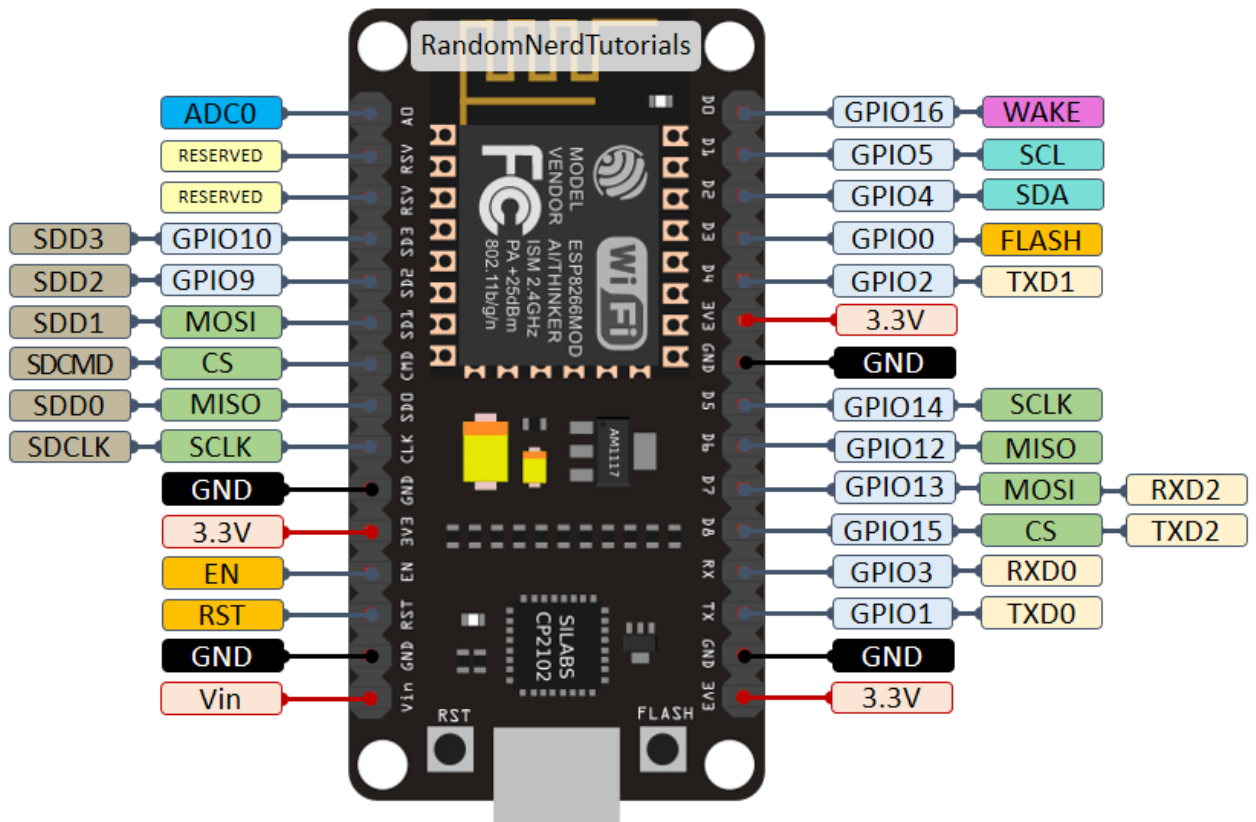 RandomNerdTutorials
ADC0 A0 D0 GPIO16 WAKE
RESERVED RSV D1 GPIO5 SCL
RESERVED RSV D2 GPIO4 SDA
SDD3 GPIO10 SD3 D3 GPIO0 FLASH
SDD2 GPIO9 SD2 D4 GPIO2 TXD1
SDD1 MOSI SD1 3V3 3.3V
SDCMD CS CMD GND GND
SDD0 MISO SD0 D5 GPIO14 SCLK
SDCLK SCLK CLK D6 GPIO12 MISO
GND GND D7 GPIO13 MOSI RXD2
3.3V 3V3 D8 GPIO15 CS TXD2
EN EN RX GPIO3 RXD0
RST RST TX GPIO1 TXD0
GND GND GND GND
Vin Vin 3V3 3.3V
FC
WiFi
MODEL ESP8266MOD
VENDOR AI/THINKER
ISM 2.4GHz
PA +25dBm
802.11b/g/n
AM1117
SILABS
CP2102
RST
FLASH